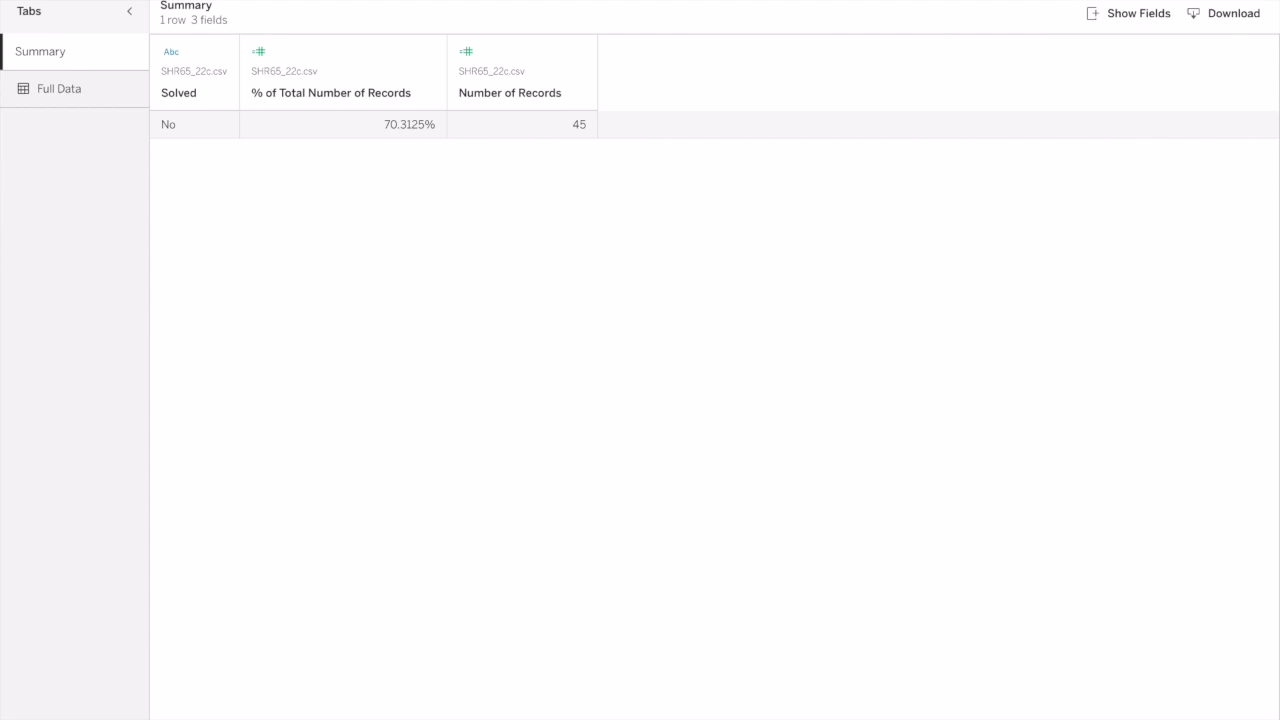 Tabs
Summary
Full Data
Summary
1 row 3 fields
Show Fields
Download
Abc
SHR65_22c.csv
Solved
=#
SHR65_22c.csv
% of Total Number of Records
=#
SHR65_22c.csv
Number of Records
No
70.3125%
45